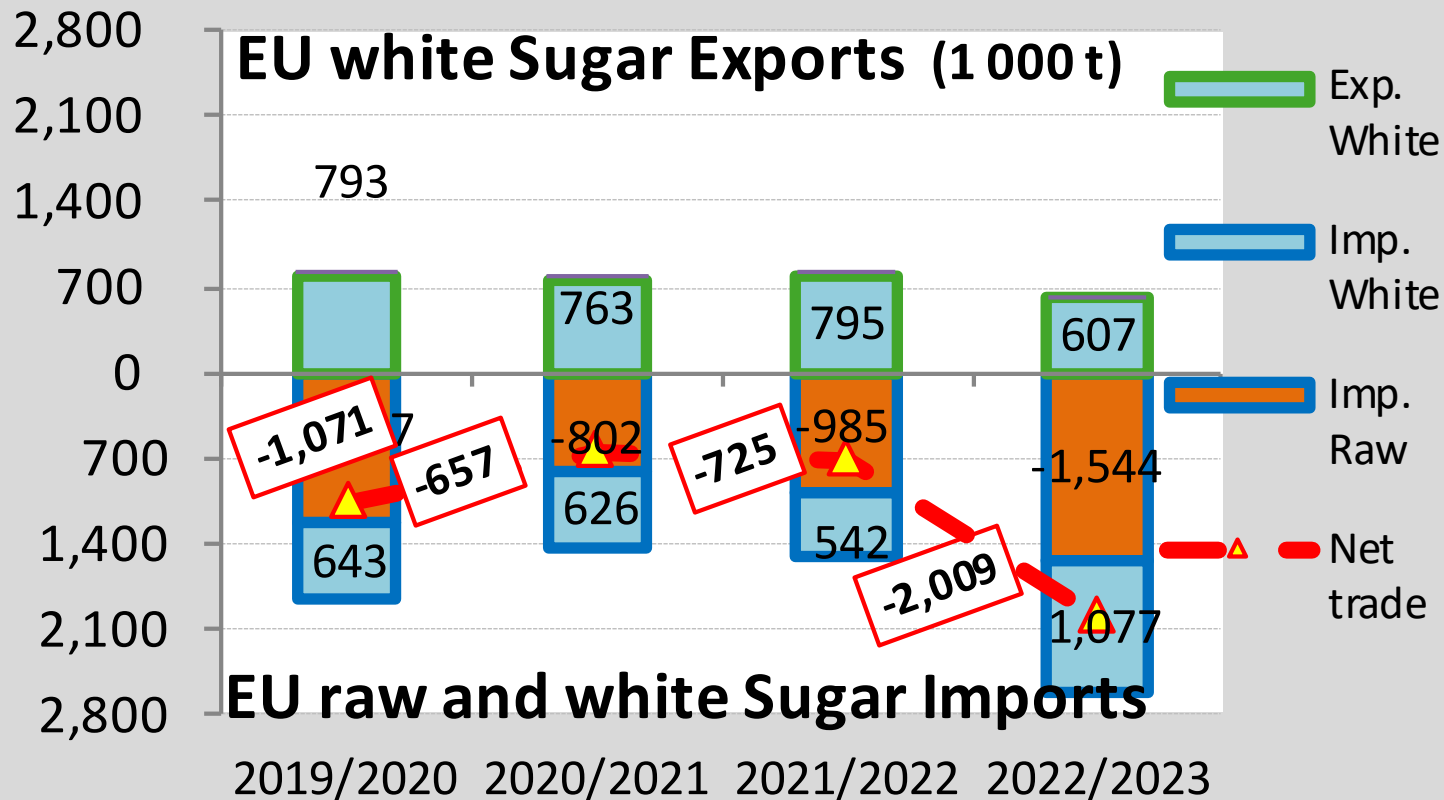 EU white Sugar Exports (1 000 t)
2,800
2,100
1,400
700
0
700
1,400
2,100
2,800
793
763
795
607
-1,071
7
-657
-802
-725
-985
-1,544
643
626
542
-2,009
1,077
EU raw and white Sugar Imports
2019/2020 2020/2021 2021/2022 2022/2023
Exp.
White
Imp.
White
Imp.
Raw
Net
trade